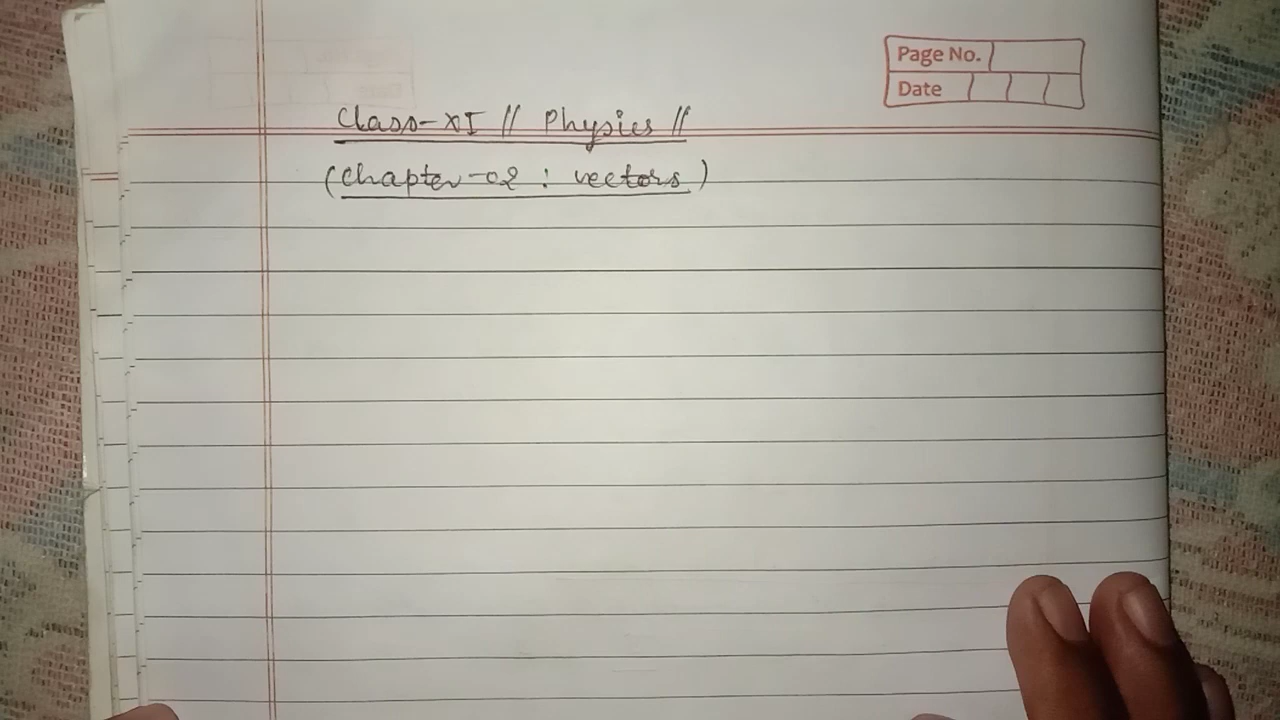 Page No.
Date
Class-XI // Physics //
(Chapter-02 : vectors)